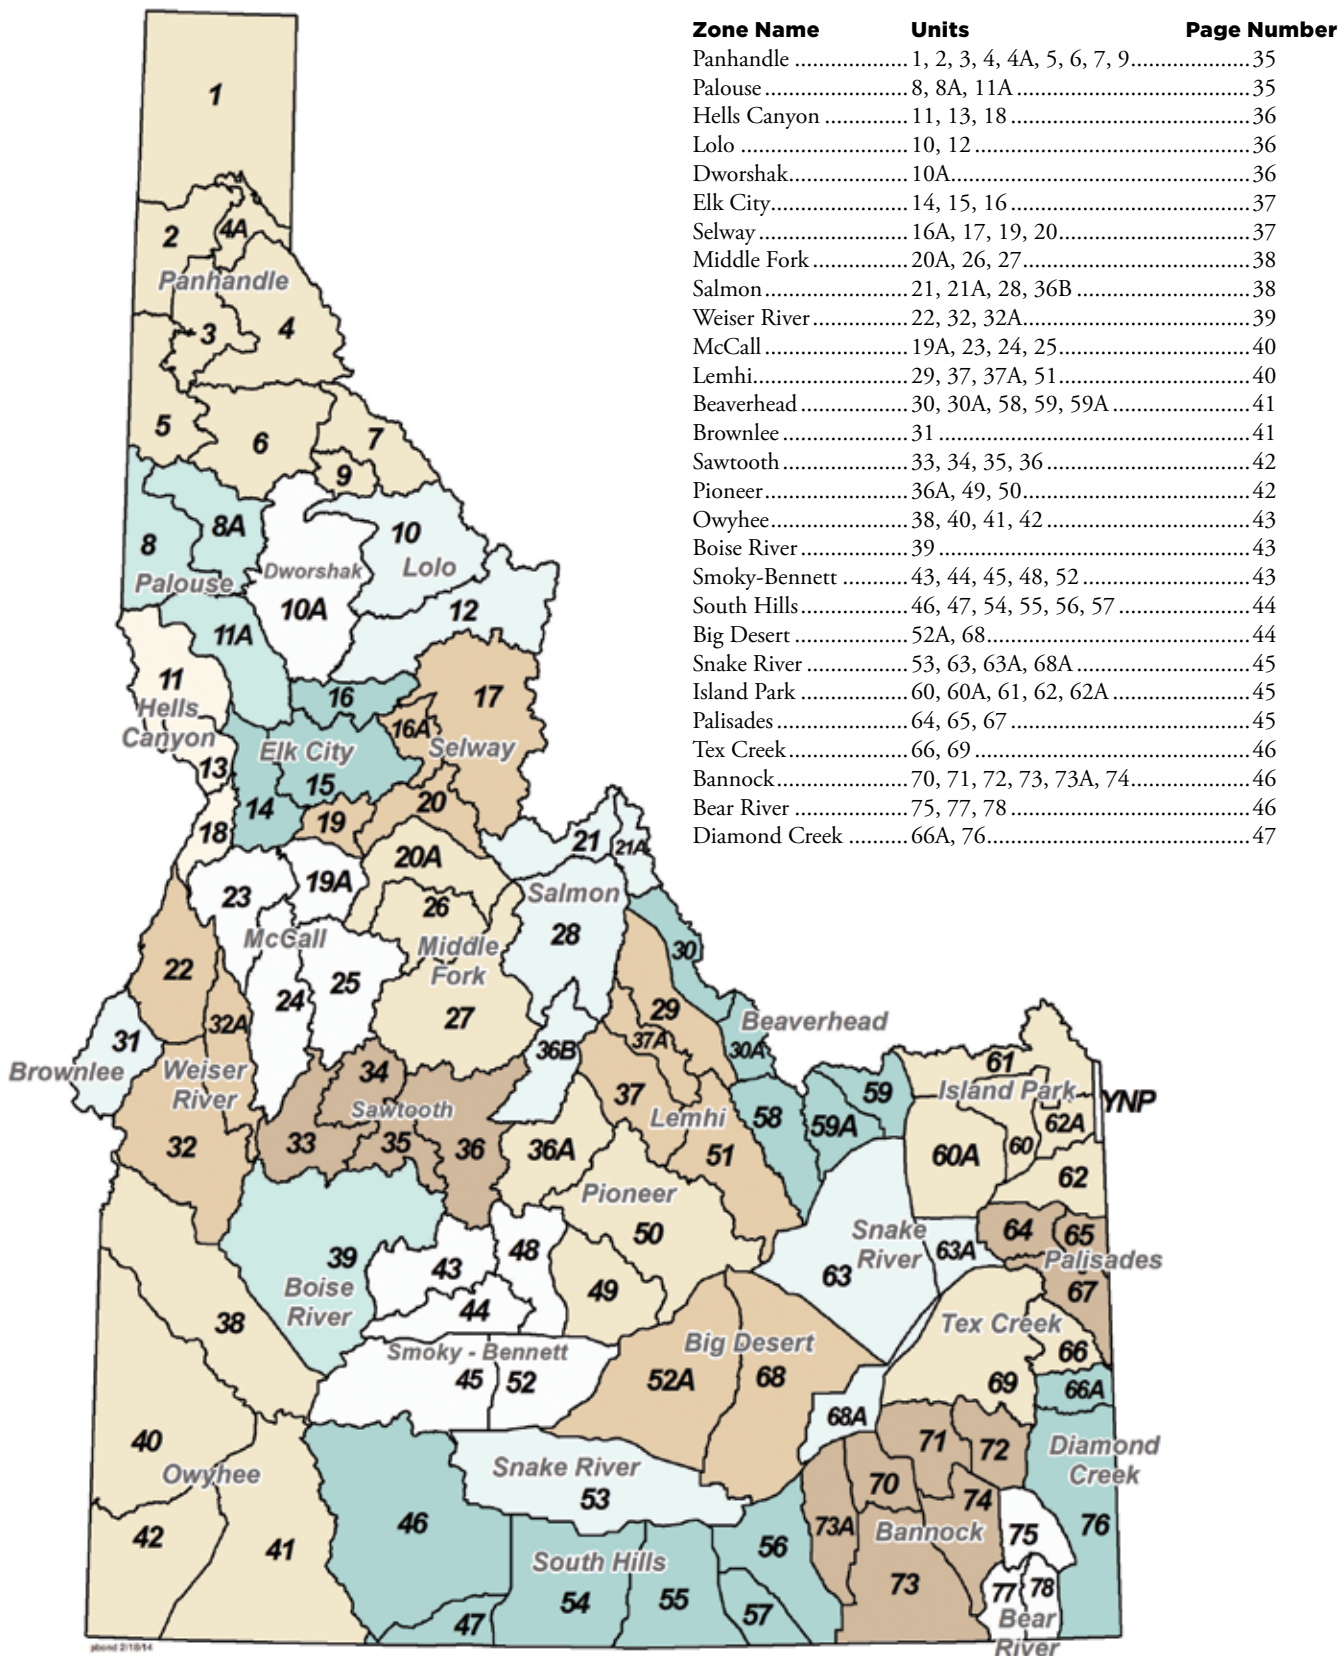 Zone Name Units Page Number
Panhandle .................. 1, 2, 3, 4, 4A, 5, 6, 7, 9 .................. 35
Palouse .................. 8, 8A, 11A .................. 35
Hells Canyon .................. 11, 13, 18 .................. 36
Lolo .................. 10, 12 .................. 36
Dworshak .................. 10A .................. 36
Elk City .................. 14, 15, 16 .................. 37
Selway .................. 16A, 17, 19, 20 .................. 37
Middle Fork .................. 20A, 26, 27 .................. 38
Salmon .................. 21, 21A, 28, 36B .................. 38
Weiser River .................. 22, 32, 32A .................. 39
McCall .................. 19A, 23, 24, 25 .................. 40
Lemhi .................. 29, 37, 37A, 51 .................. 40
Beaverhead .................. 30, 30A, 58, 59, 59A .................. 41
Brownlee .................. 31 .................. 41
Sawtooth .................. 33, 34, 35, 36 .................. 42
Pioneer .................. 36A, 49, 50 .................. 42
Owyhee .................. 38, 40, 41, 42 .................. 43
Boise River .................. 39 .................. 43
Smoky-Bennett .................. 43, 44, 45, 48, 52 .................. 43
South Hills .................. 46, 47, 54, 55, 56, 57 .................. 44
Big Desert .................. 52A, 68 .................. 44
Snake River .................. 53, 63, 63A, 68A .................. 45
Island Park .................. 60, 60A, 61, 62, 62A .................. 45
Palisades .................. 64, 65, 67 .................. 45
Tex Creek .................. 66, 69 .................. 46
Bannock .................. 70, 71, 72, 73, 73A, 74 .................. 46
Bear River .................. 75, 77, 78 .................. 46
Diamond Creek .................. 66A, 76 .................. 47
1
2
4A
Panhandle
3
4
5
6
7
9
8
8A
Palouse
Dworshak
10
Lolo
10A
12
11A
11
Hells
Canyon
13
16
17
16A
Selway
Elk City
15
14
18
19
20
21
21A
20A
19A
23
26
Salmon
28
McCall
Middle
Fork
22
24
25
27
30
29
31
32A
Brownlee
Weiser
River
32
36B
37A
Beaverhead
30A
34
Sawtooth
33
35
36
37
Lemhi
51
58
59
59A
61
Island Park
YNP
62A
60
60A
62
36A
Pioneer
50
Snake
River
63
63A
64
65
Palisades
67
39
Boise
River
43
48
44
49
38
Smoky - Bennett
45
52
Big Desert
52A
68
Tex Creek
66
69
66A
68A
40
Owyhee
42
41
Snake River
53
46
71
72
Diamond
Creek
70
74
73A
Bannock
75
76
56
South Hills
54
55
57
47
73
77
78
Bear
River
pbond 2/18/14